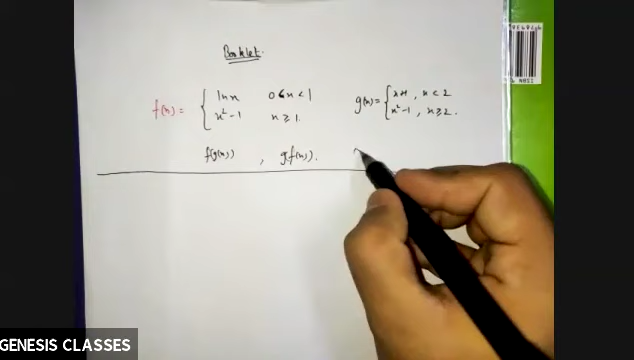 Booklet.
f(x) = { ln x 0<x<1 g(x) = { x+1 , x < 2
x² - 1 x ≥ 1. x² - 1 , x ≥ 2.
f(g(x)) , g(f(x)).
GENESIS CLASSES